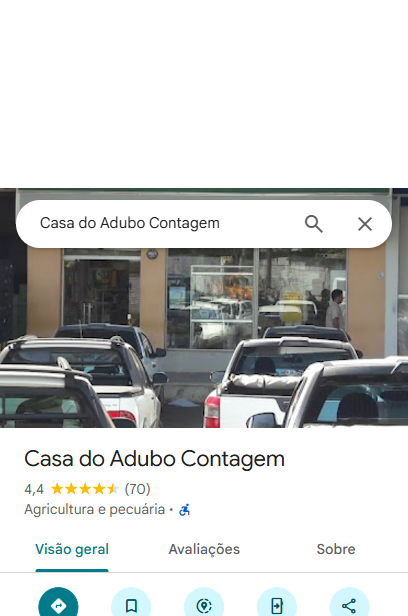 Casa do Adubo Contagem
Casa do Adubo Contagem
4,4 (70)
Agricultura e pecuária •
Visão geral Avaliações Sobre